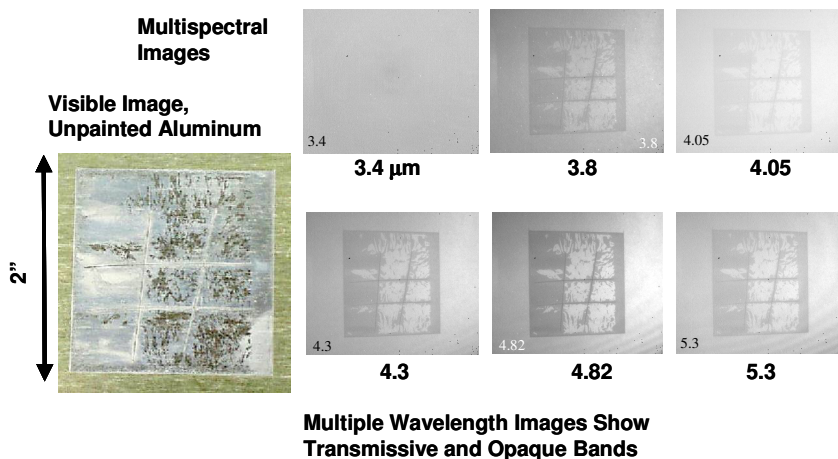 Multispectral
Images
Visible Image,
Unpainted Aluminum
2”
3.4
3.4 μm
3.8
3.8
4.05
4.05
4.3
4.3
4.82
4.82
5.3
5.3
Multiple Wavelength Images Show
Transmissive and Opaque Bands